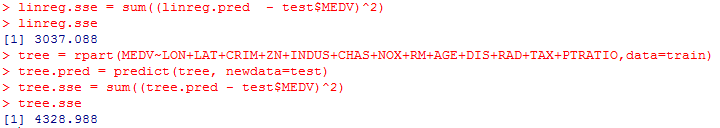 > linreg.sse = sum((linreg.pred  - test$MEDV)^2)
> linreg.sse
[1] 3037.088
> tree = rpart(MEDV~LON+LAT+CRIM+ZN+INDUS+CHAS+NOX+RM+AGE+DIS+RAD+TAX+PTRATIO,data=train)
> tree.pred = predict(tree, newdata=test)
> tree.sse = sum((tree.pred - test$MEDV)^2)
> tree.sse
[1] 4328.988